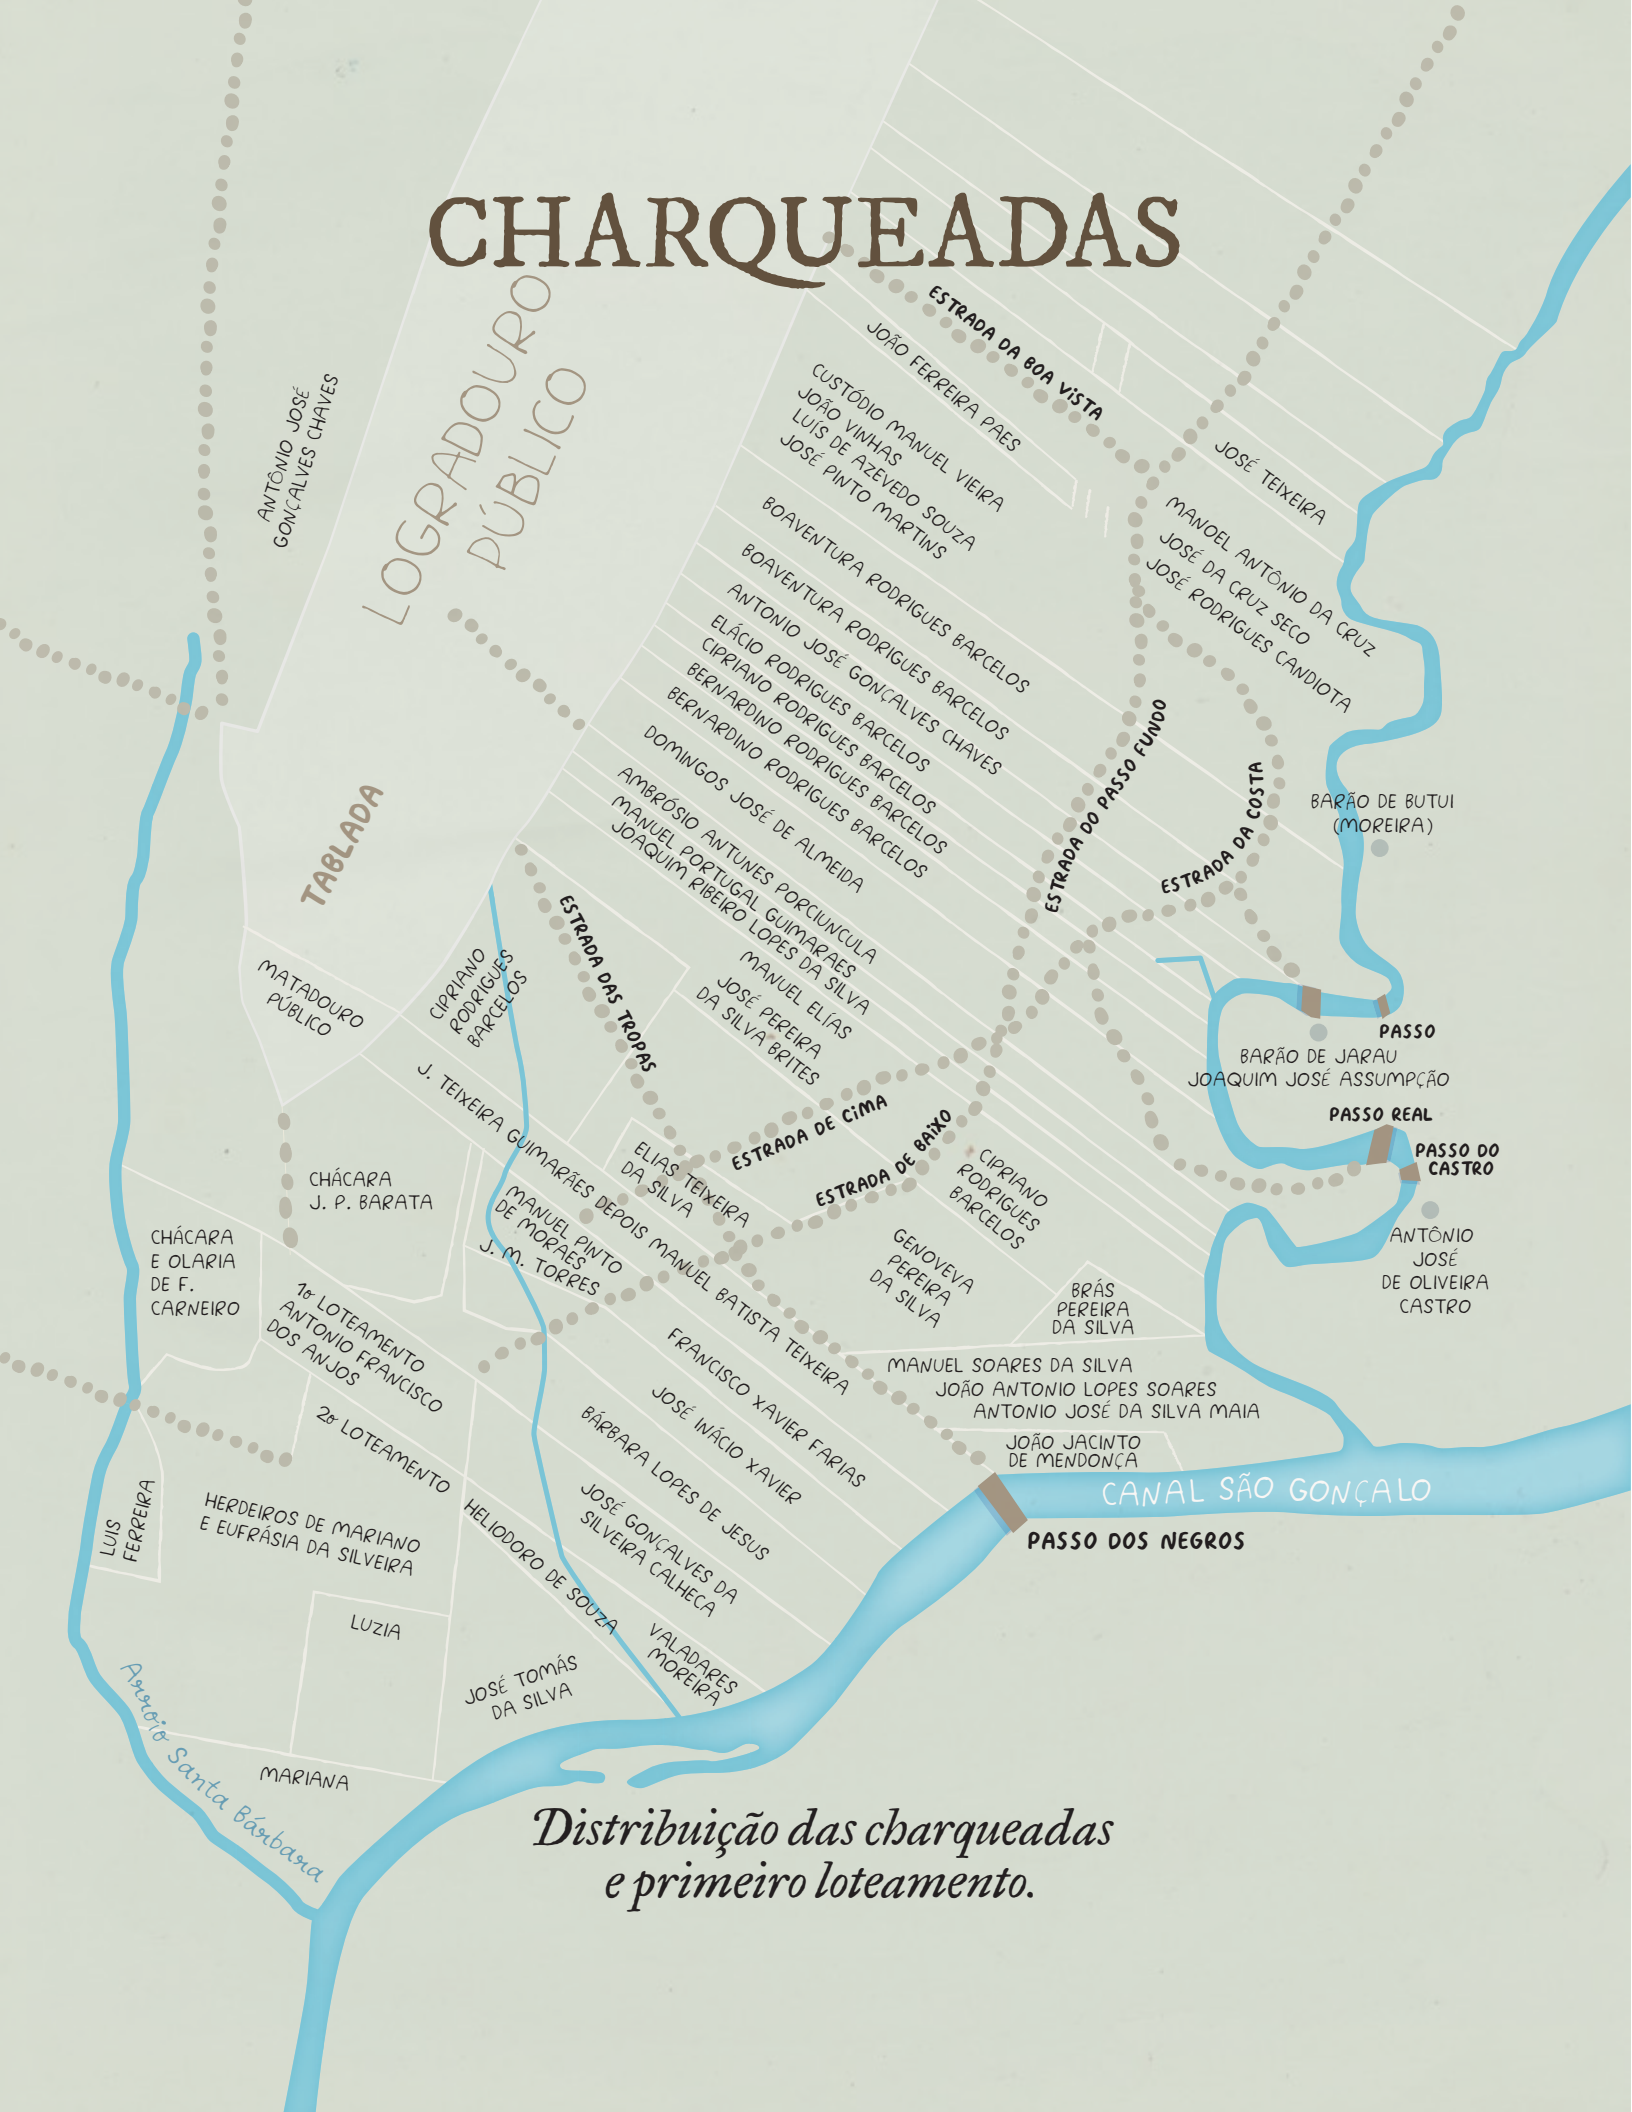 CHARQUEADAS
LOGRADOURO
PÚBLICO
ANTÔNIO JOSÉ
GONÇALVES CHAVES
ESTRADA DA BOA VISTA
JOÃO FERREIRA PAES
CUSTÓDIO MANUEL VIEIRA
JOÃO VINHAS
LUÍS DE AZEVEDO SOUZA
JOSÉ PINTO MARTINS
JOSÉ TEIXEIRA
MANOEL ANTÔNIO DA CRUZ
JOSÉ DA CRUZ SECO
JOSÉ RODRIGUES CANDIOTA
BOAVENTURA RODRIGUES BARCELOS
BOAVENTURA RODRIGUES BARCELOS
ANTONIO JOSÉ GONÇALVES CHAVES
ELÁCIO RODRIGUES BARCELOS
CIPRIANO RODRIGUES BARCELOS
BERNARDINO RODRIGUES BARCELOS
BERNARDINO RODRIGUES BARCELOS
DOMINGOS JOSÉ DE ALMEIDA
AMBRÓSIO ANTUNES PORCIUNCULA
MANUEL PORTUGAL GUIMARAES
JOAQUIM RIBEIRO LOPES DA SILVA
MANUEL ELÍAS
JOSÉ PEREIRA
DA SILVA BRITES
ESTRADA DO PASSO FUNDO
ESTRADA DA COSTA
BARÃO DE BUTUI
(MOREIRA)
TABLADA
MATADOURO
PÚBLICO
CIPRIANO
RODRIGUES
BARCELOS
ESTRADA DAS TROPAS
PASSO
BARÃO DE JARAU
JOAQUIM JOSÉ ASSUMPÇÃO
PASSO REAL
PASSO DO
CASTRO
ANTÔNIO
JOSÉ
DE OLIVEIRA
CASTRO
ESTRADA DE CIMA
ESTRADA DE BAIXO
J. TEIXEIRA GUIMARÃES DEPOIS MANUEL BATISTA TEIXEIRA
ELIAS TEIXEIRA
DA SILVA
CIPRIANO
RODRIGUES
BARCELOS
GENOVEVA
PEREIRA
DA SILVA
BRÁS
PEREIRA
DA SILVA
CHÁCARA
J. P. BARATA
CHÁCARA
E OLARIA
DE F.
CARNEIRO
MANUEL PINTO
DE MORAES
J. M. TORRES
1º LOTEAMENTO
ANTONIO FRANCISCO
DOS ANJOS
2º LOTEAMENTO
FRANCISCO XAVIER FARIAS
JOSÉ INÁCIO XAVIER
BÁRBARA LOPES DE JESUS
JOSÉ GONÇALVES DA
SILVEIRA CALHECA
MANUEL SOARES DA SILVA
JOÃO ANTONIO LOPES SOARES
ANTONIO JOSÉ DA SILVA MAIA
JOÃO JACINTO
DE MENDONÇA
CANAL SÃO GONÇALO
PASSO DOS NEGROS
LUIS
FERREIRA
HERDEIROS DE MARIANO
E EUFRÁSIA DA SILVEIRA
HELIODORO DE SOUZA
VALADARES
MOREIRA
LUZIA
JOSÉ TOMÁS
DA SILVA
MARIANA
Arroio Santa Bárbara
Distribuição das charqueadas
e primeiro loteamento.